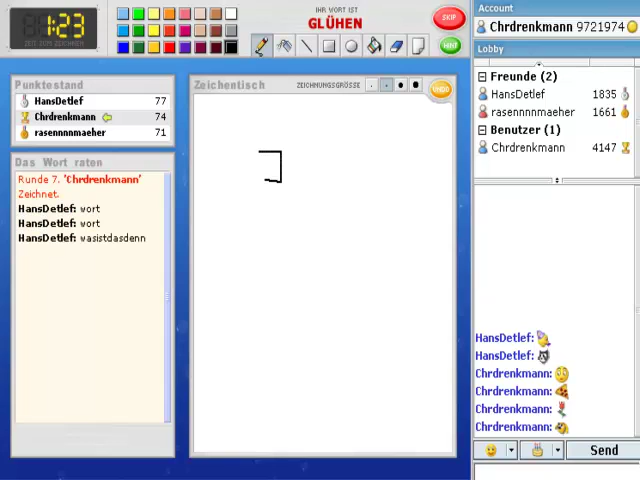 1:23
ZEIT ZUM ZEICHNEN
IHR WORT IST
GLÜHEN
SKIP
HINT
Punktestand
HansDetlef 77
Chrdrenkmann 74
rasennnnmaeher 71
Das Wort raten
Runde 7. 'Chrdrenkmann'
Zeichnet.
HansDetlef: wort
HansDetlef: wort
HansDetlef: wasistdasdenn
Zeichentisch
ZEICHNUNGSGRÖSSE
UNDO
Account
Chrdrenkmann 9721974
Lobby
Freunde (2)
HansDetlef 1835
rasennnnmaeher 1661
Benutzer (1)
Chrdrenkmann 4147
HansDetlef:
HansDetlef:
Chrdrenkmann:
Chrdrenkmann:
Chrdrenkmann:
Chrdrenkmann:
Send